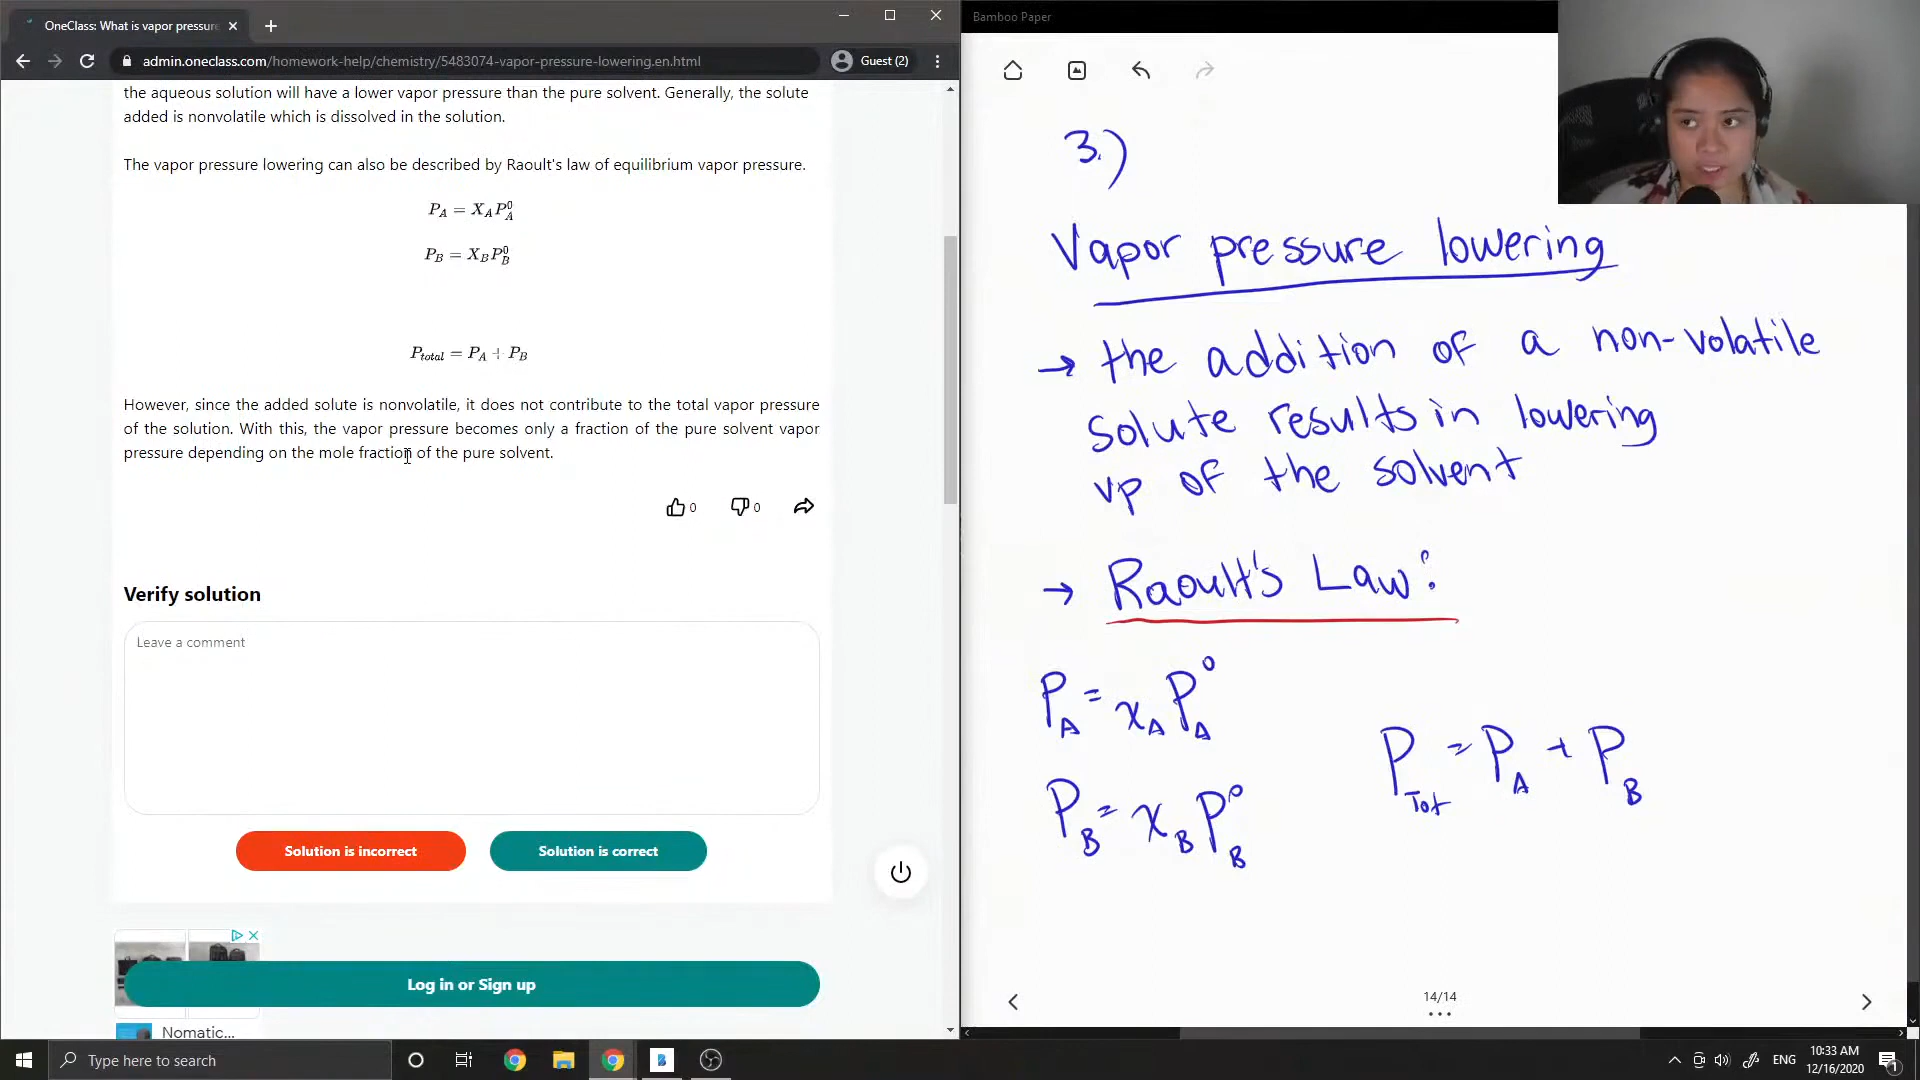 OneClass: What is vapor pressure
admin.oneclass.com/homework-help/chemistry/5483074-vapor-pressure-lowering.en.html
Guest (2)
the aqueous solution will have a lower vapor pressure than the pure solvent. Generally, the solute
added is nonvolatile which is dissolved in the solution.
The vapor pressure lowering can also be described by Raoult's law of equilibrium vapor pressure.
P_A = X_A P_A^0
P_B = X_B P_B^0
P_total = P_A + P_B
However, since the added solute is nonvolatile, it does not contribute to the total vapor pressure
of the solution. With this, the vapor pressure becomes only a fraction of the pure solvent vapor
pressure depending on the mole fraction of the pure solvent.
0
0
Verify solution
Leave a comment
Solution is incorrect
Solution is correct
Log in or Sign up
Nomatic...
Bamboo Paper
3.)
Vapor pressure lowering
→ the addition of a non-volatile
solute results in lowering
vp of the solvent
→ Raoult's Law:
P_A = χ_A P_A^0
P_B = χ_B P_B^0
P_Tot = P_A + P_B
14/14
Type here to search
ENG
10:33 AM
12/16/2020
1